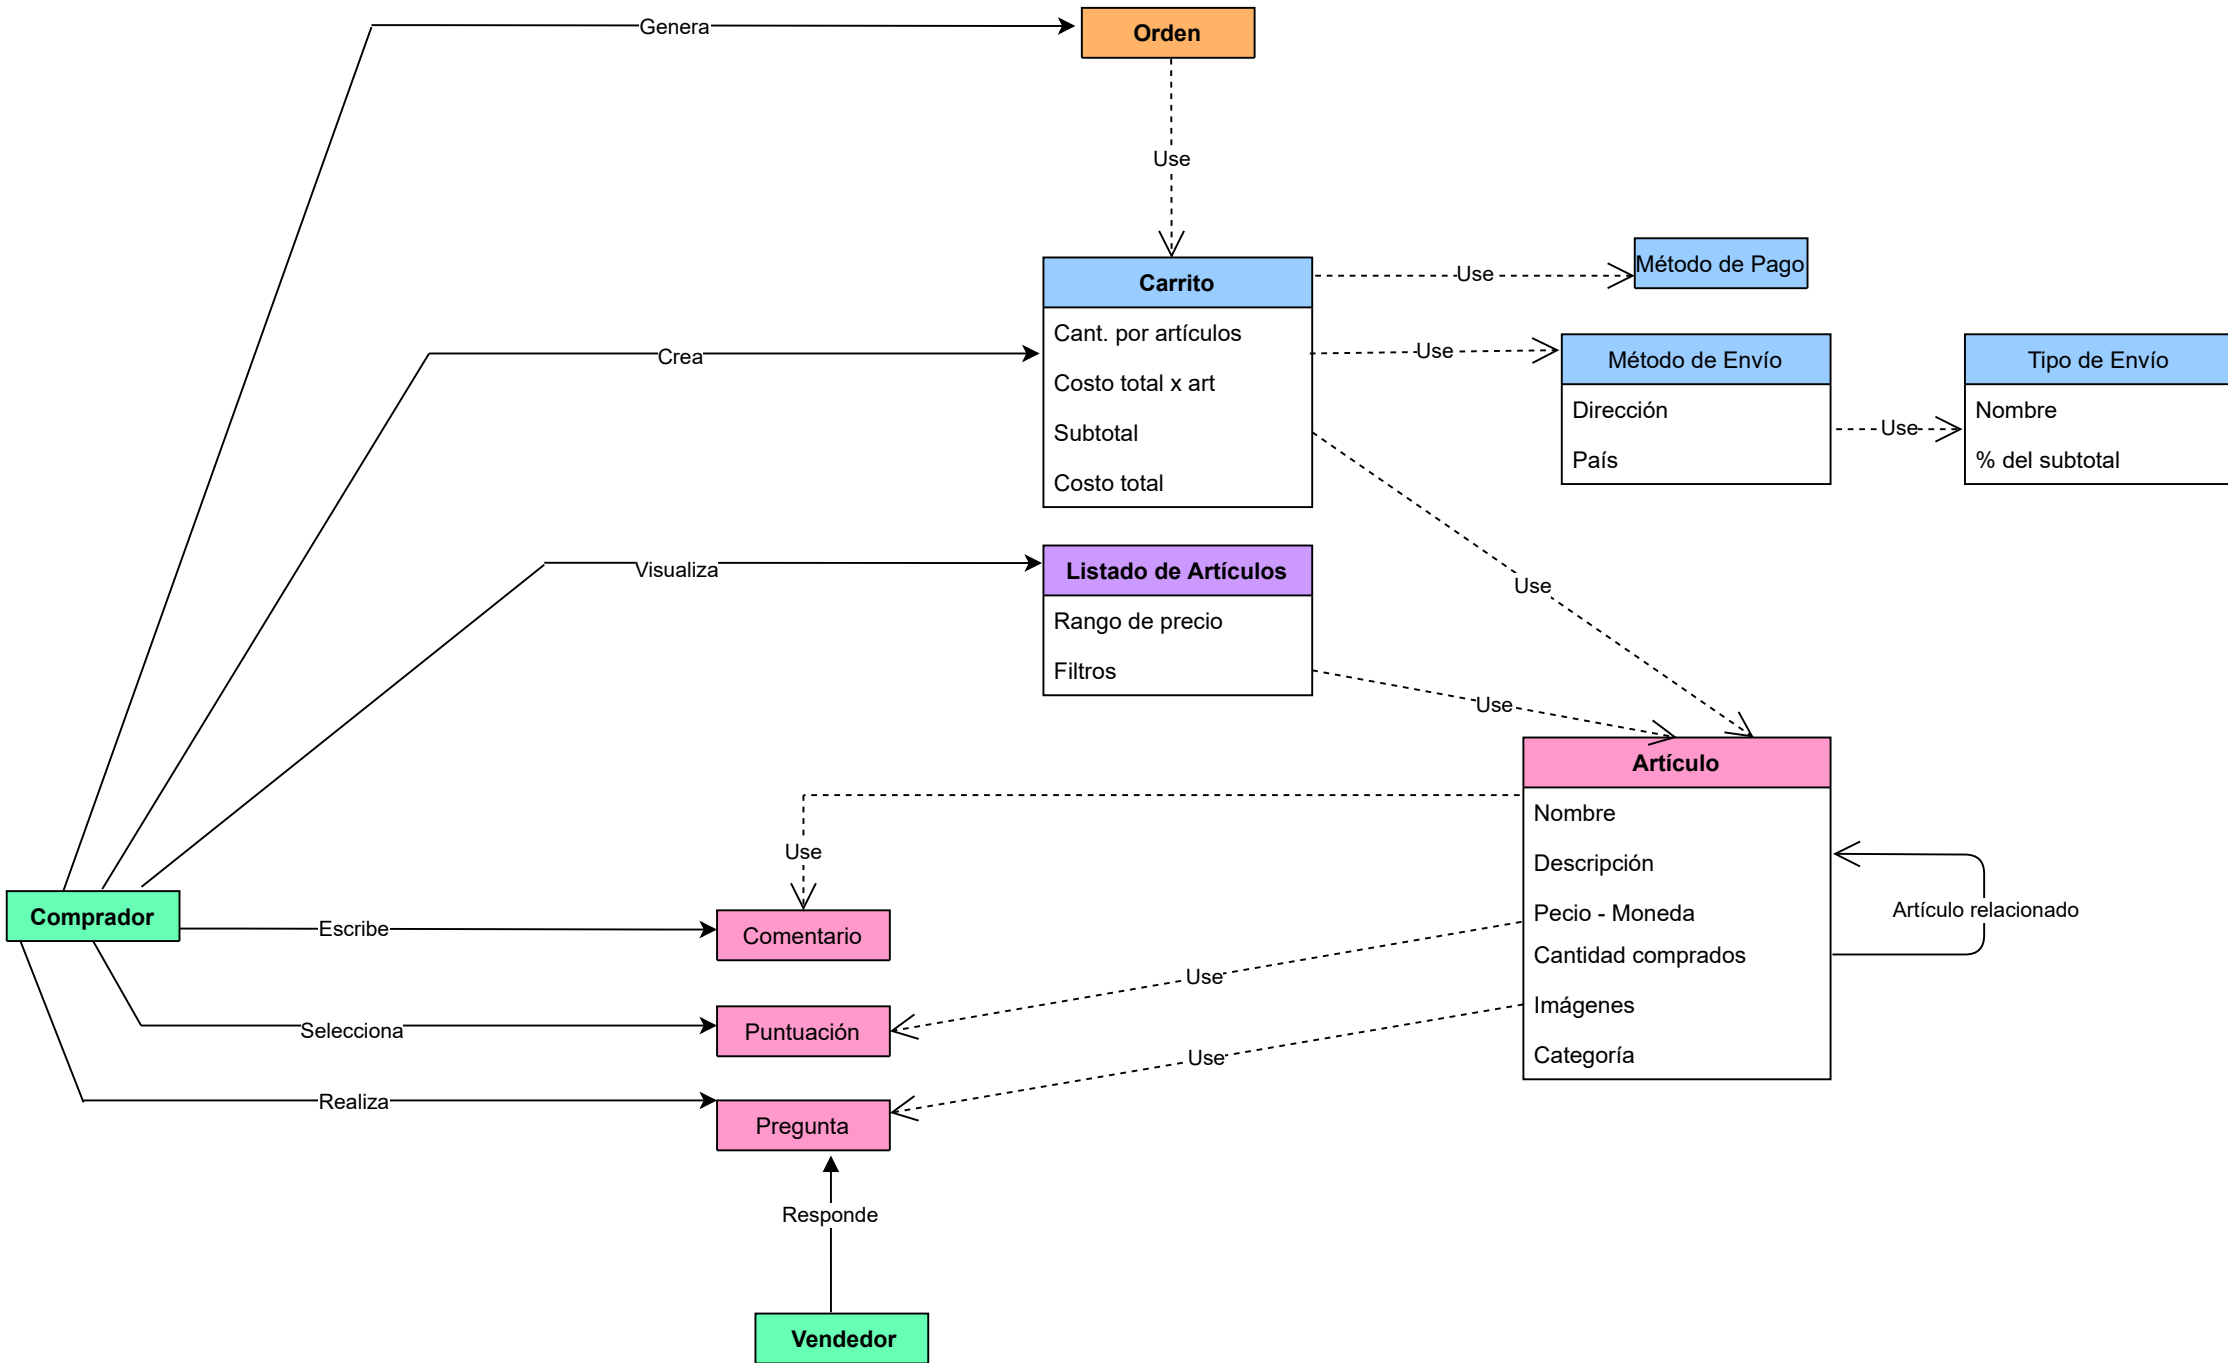 Genera
Orden
Use
Carrito
Cant. por artículos
Costo total x art
Subtotal
Costo total
Crea
Use
Método de Pago
Use
Método de Envío
Dirección
País
Use
Tipo de Envío
Nombre
% del subtotal
Visualiza
Listado de Artículos
Rango de precio
Filtros
Use
Use
Artículo
Nombre
Descripción
Pecio - Moneda
Cantidad comprados
Imágenes
Categoría
Artículo relacionado
Use
Comprador
Escribe
Comentario
Use
Selecciona
Puntuación
Use
Realiza
Pregunta
Responde
Vendedor